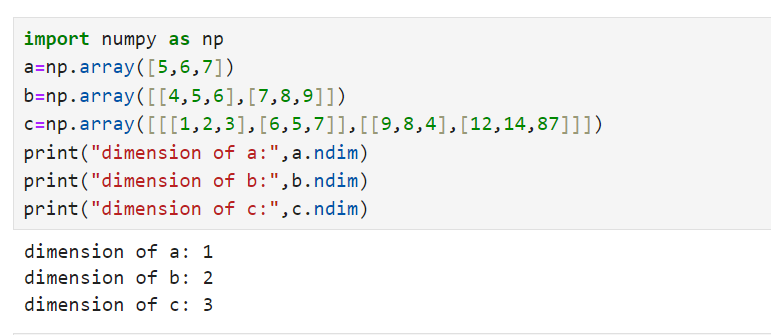 import numpy as np
a=np.array([5,6,7])
b=np.array([[4,5,6],[7,8,9]])
c=np.array([[[1,2,3],[6,5,7]],[[9,8,4],[12,14,87]]])
print("dimension of a:",a.ndim)
print("dimension of b:",b.ndim)
print("dimension of c:",c.ndim)
dimension of a: 1
dimension of b: 2
dimension of c: 3